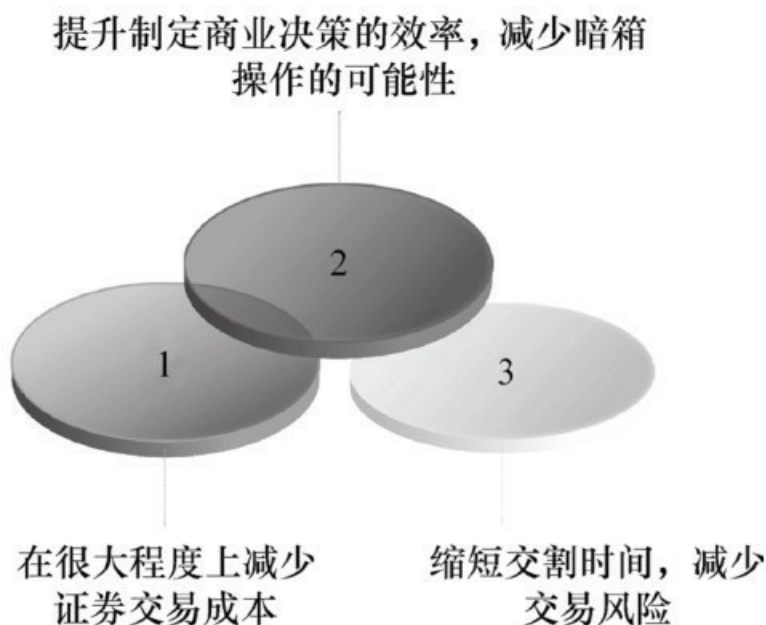 提升制定商业决策的效率，减少暗箱
操作的可能性
2
1
3
在很大程度上减少
证券交易成本
缩短交割时间，减少
交易风险